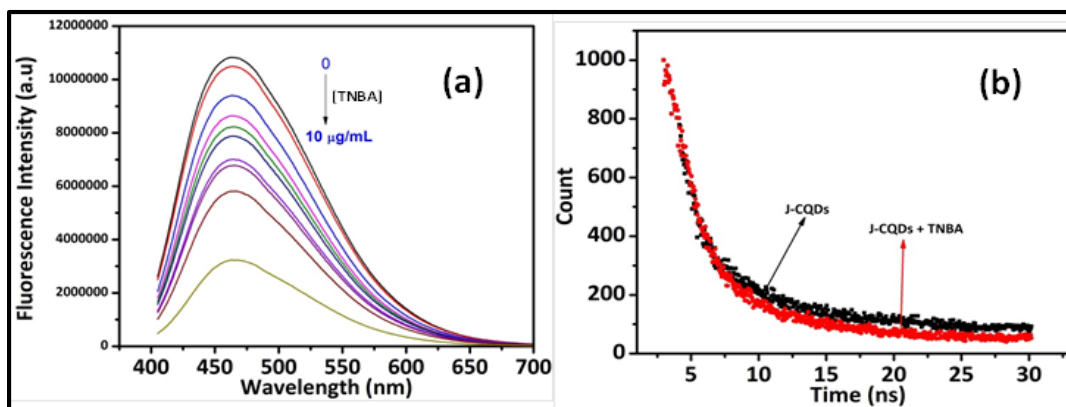 (a)
Fluorescence Intensity (a.u)
12000000
10000000
8000000
6000000
4000000
2000000
0
0
[TNBA]
10 µg/mL
400 450 500 550 600 650 700
Wavelength (nm)
(b)
Count
1000
800
600
400
200
0
J-CQDs
J-CQDs + TNBA
5 10 15 20 25 30
Time (ns)